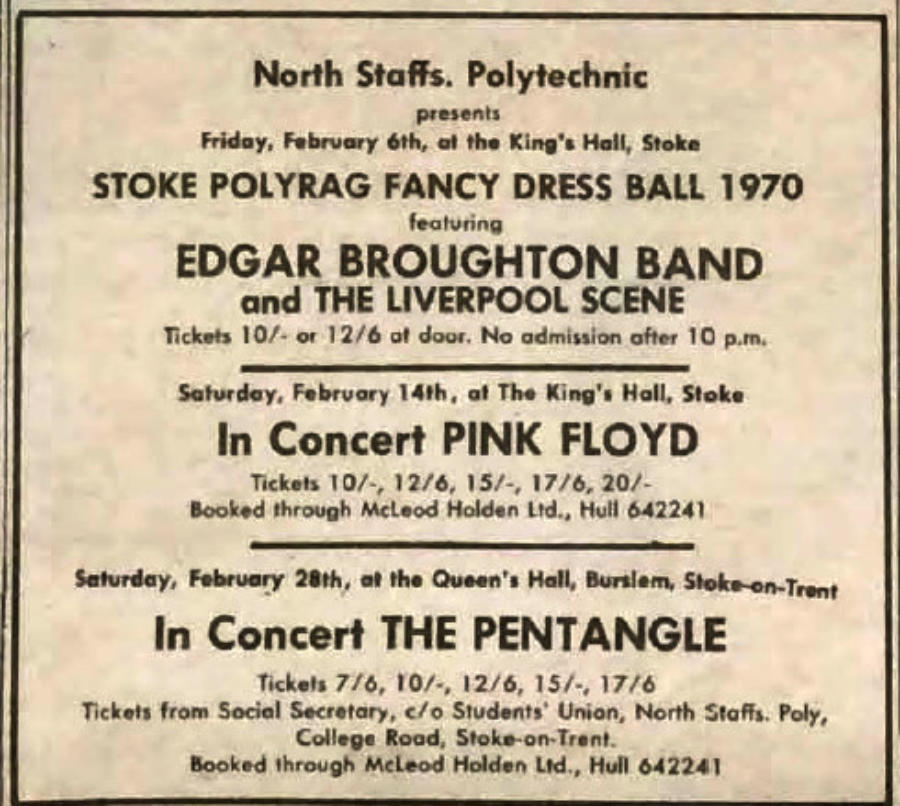 North Staffs. Polytechnic
presents
Friday, February 6th, at the King's Hall, Stoke
STOKE POLYRAG FANCY DRESS BALL 1970
featuring
EDGAR BROUGHTON BAND
and THE LIVERPOOL SCENE
Tickets 10/- or 12/6 at door. No admission after 10 p.m.
Saturday, February 14th, at The King's Hall, Stoke
In Concert PINK FLOYD
Tickets 10/-, 12/6, 15/-, 17/6, 20/-
Booked through McLeod Holden Ltd., Hull 642241
Saturday, February 28th, at the Queen's Hall, Burslem, Stoke-on-Trent
In Concert THE PENTANGLE
Tickets 7/6, 10/-, 12/6, 15/-, 17/6
Tickets from Social Secretary, c/o Students' Union, North Staffs. Poly,
College Road, Stoke-on-Trent.
Booked through McLeod Holden Ltd., Hull 642241